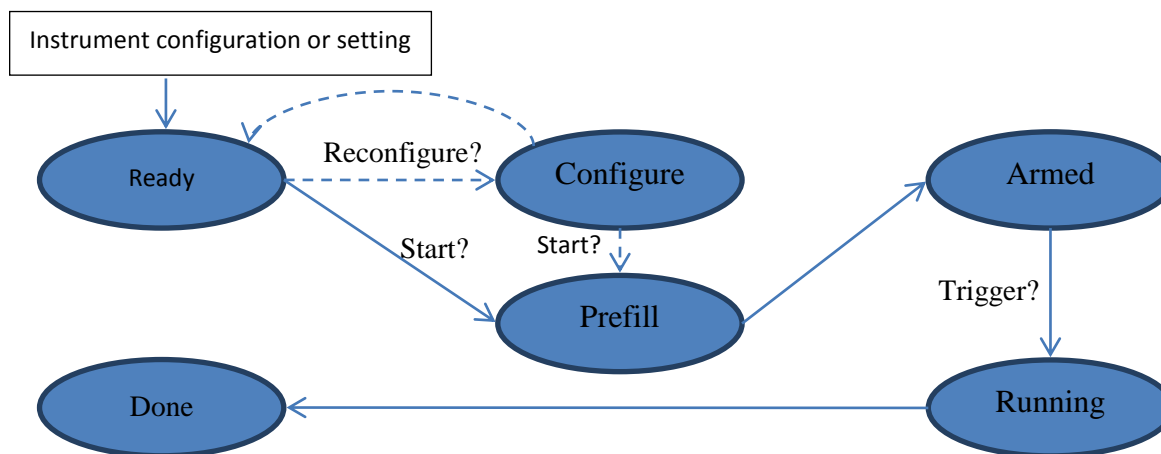 Instrument configuration or setting
Reconfigure?
Ready
Configure
Armed
Start?
Start?
Trigger?
Prefill
Done
Running